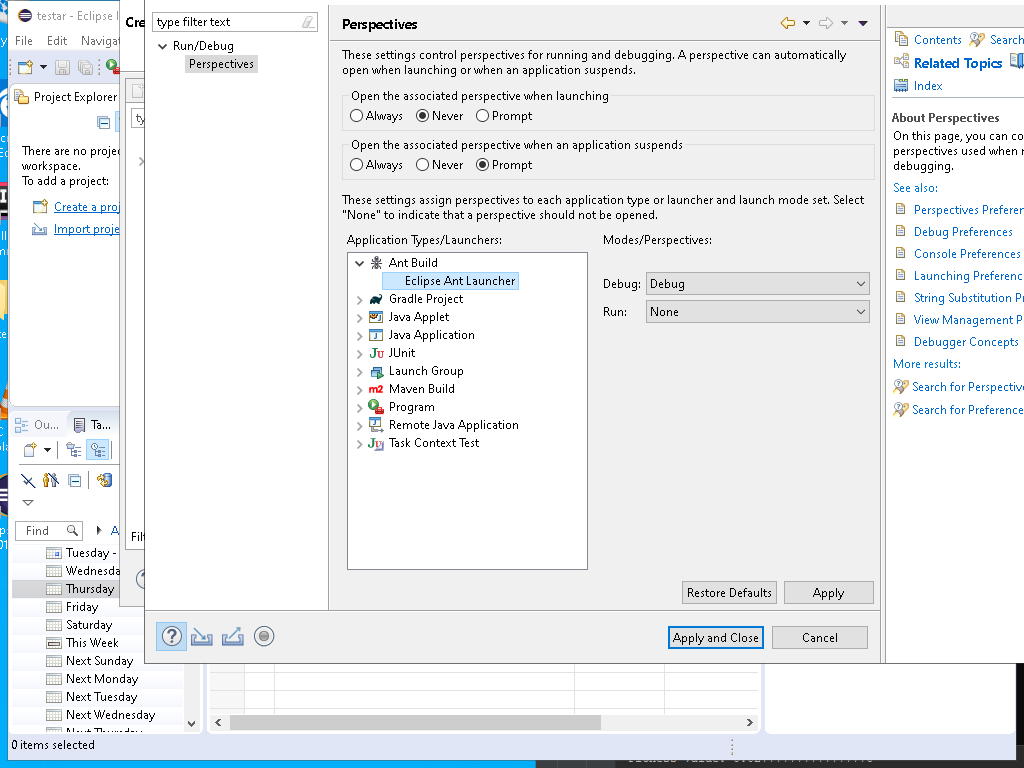 testar - Eclipse I
File Edit Navigat
Project Explorer
There are no proje
workspace.
To add a project:
Create a proj
Import proje
Ou...
Ta...
Find
A
Tuesday -
Wednesda
Thursday
Friday
Saturday
This Week
Next Sunday
Next Monday
Next Tuesday
Next Wednesday
Next Thursday
0 items selected
Cre
ty
Filt
type filter text
Run/Debug
Perspectives
Perspectives
These settings control perspectives for running and debugging. A perspective can automatically
open when launching or when an application suspends.
Open the associated perspective when launching
Always Never Prompt
Open the associated perspective when an application suspends
Always Never Prompt
These settings assign perspectives to each application type or launcher and launch mode set. Select
"None" to indicate that a perspective should not be opened.
Application Types/Launchers:
Ant Build
Eclipse Ant Launcher
Gradle Project
Java Applet
Java Application
JUnit
Launch Group
Maven Build
Program
Remote Java Application
Task Context Test
Modes/Perspectives:
Debug: Debug
Run: None
Restore Defaults
Apply
Apply and Close
Cancel
Contents
Search
Related Topics
Index
About Perspectives
On this page, you can co
perspectives used when r
debugging.
See also:
Perspectives Preferen
Debug Preferences
Console Preferences
Launching Preferenc
String Substitution Pr
View Management P
Debugger Concepts
More results:
Search for Perspective
Search for Preference